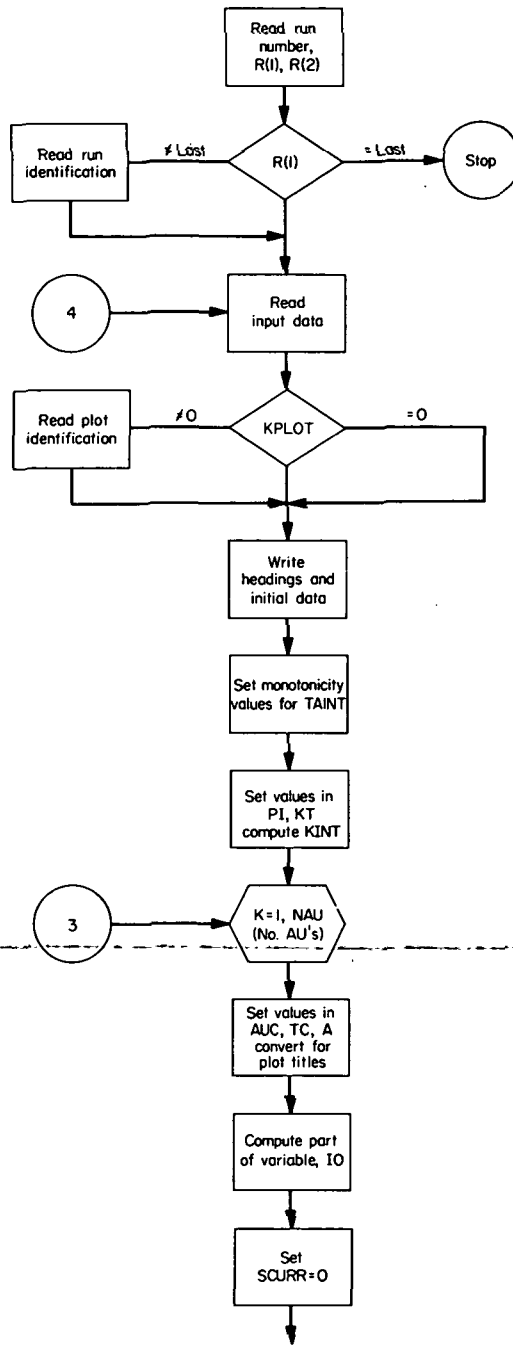 Read run
number,
R(1), R(2)
Read run
identification
≠ Last
R(1)
= Last
Stop
4
Read
input data
Read plot
identification
≠0
KPLOT
=0
Write
headings and
initial data
Set monotonicity
values for TAINT
Set values in
PI, KT
compute KINT
3
K=1, NAU
(No. AU's)
Set values in
AUC, TC, A
convert for
plot titles
Compute part
of variable, IO
Set
SCURR=0